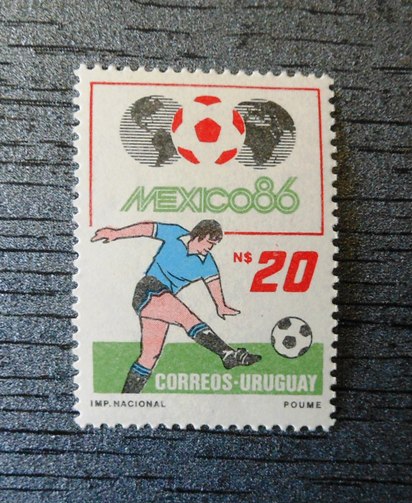 MEXICO86
N$ 20
CORREOS-URUGUAY
IMP. NACIONAL POUME